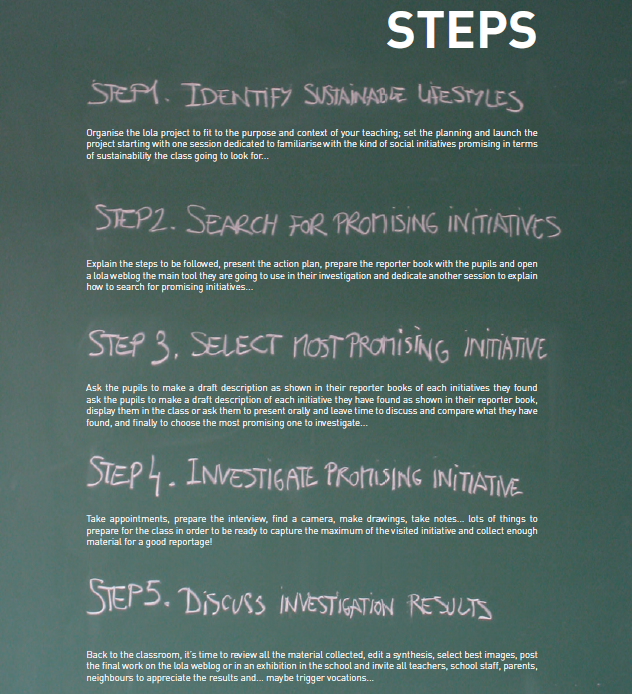 STEPS
STEP1. IDENTIFY SUSTAINABLE LIFESTYLES
Organise the lola project to fit to the purpose and context of your teaching; set the planning and launch the
project starting with one session dedicated to familiarise with the kind of social initiatives promising in terms
of sustainability the class going to look for...
STEP2. SEARCH FOR PROMISING INITIATIVES
Explain the steps to be followed, present the action plan, prepare the reporter book with the pupils and open
a lola weblog the main tool they are going to use in their investigation and dedicate another session to explain
how to search for promising initiatives...
STEP 3. SELECT MOST PROMISING INITIATIVE
Ask the pupils to make a draft description as shown in their reporter books of each initiatives they found
ask the pupils to make a draft description of each initiative they have found as shown in their reporter book,
display them in the class or ask them to present orally and leave time to discuss and compare what they have
found, and finally to choose the most promising one to investigate...
STEP 4. INVESTIGATE PROMISING INITIATIVE
Take appointments, prepare the interview, find a camera, make drawings, take notes... lots of things to
prepare for the class in order to be ready to capture the maximum of the visited initiative and collect enough
material for a good reportage!
STEP5. DISCUSS INVESTIGATION RESULTS
Back to the classroom, it's time to review all the material collected, edit a synthesis, select best images, post
the final work on the lola weblog or in an exhibition in the school and invite all teachers, school staff, parents,
neighbours to appreciate the results and... maybe trigger vocations...